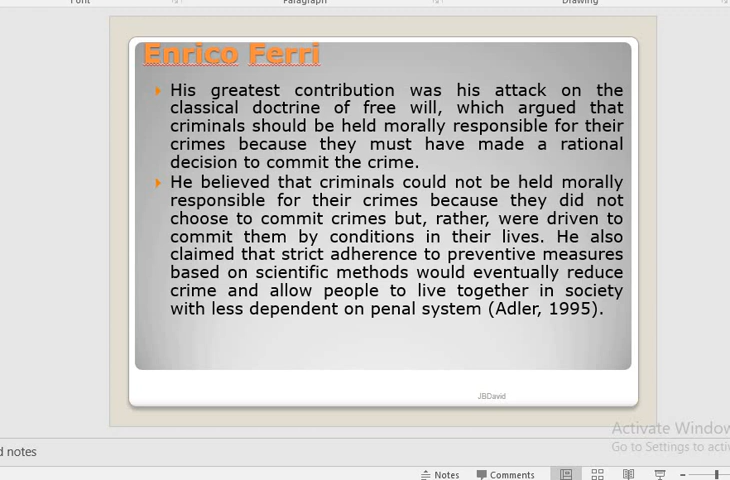 Font Paragraph Drawing
Enrico Ferri
His greatest contribution was his attack on the
classical doctrine of free will, which argued that
criminals should be held morally responsible for their
crimes because they must have made a rational
decision to commit the crime.
He believed that criminals could not be held morally
responsible for their crimes because they did not
choose to commit crimes but, rather, were driven to
commit them by conditions in their lives. He also
claimed that strict adherence to preventive measures
based on scientific methods would eventually reduce
crime and allow people to live together in society
with less dependent on penal system (Adler, 1995).
JBDavid
Activate Window
Go to Settings to activ
d notes
Notes Comments